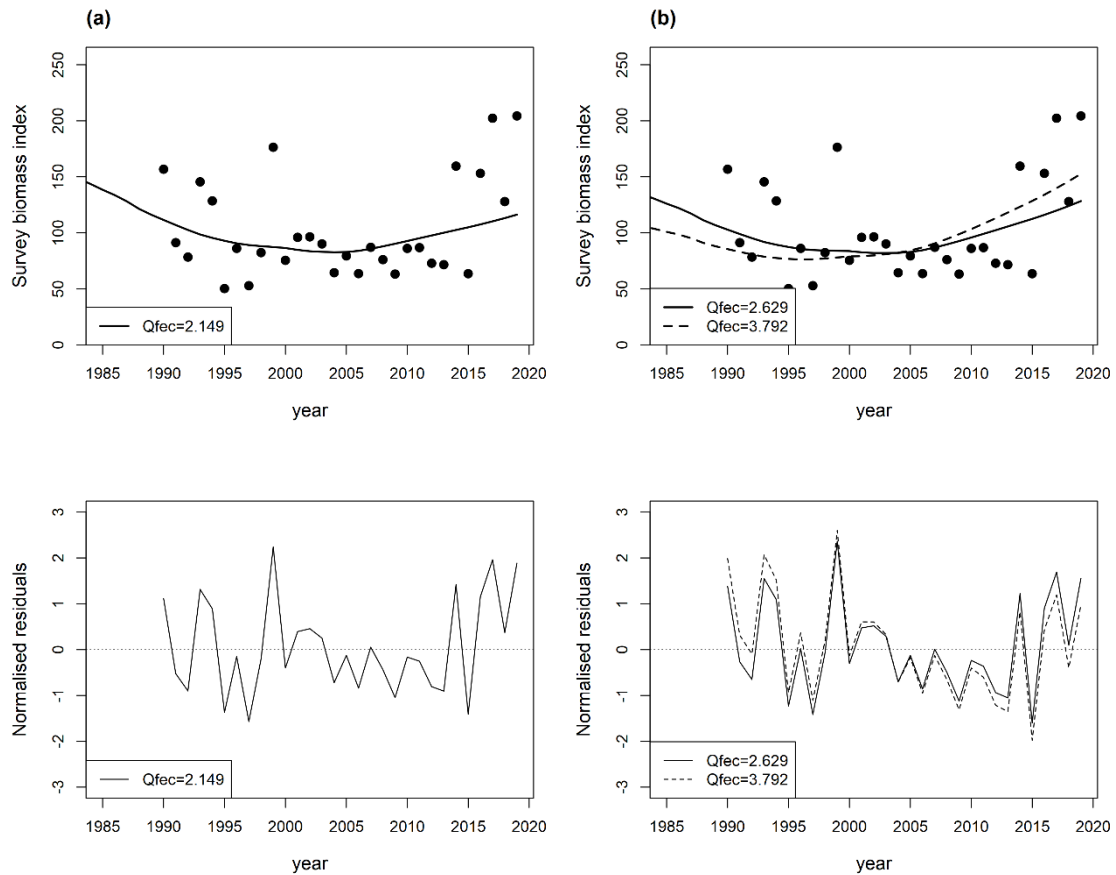 (a)
Survey biomass index
250
200
150
100
50
0
Qfec=2.149
1985 1990 1995 2000 2005 2010 2015 2020
year
(b)
Survey biomass index
250
200
150
100
50
0
Qfec=2.629
Qfec=3.792
1985 1990 1995 2000 2005 2010 2015 2020
year
Normalised residuals
3
2
1
0
-1
-2
-3
Qfec=2.149
1985 1990 1995 2000 2005 2010 2015 2020
year
Normalised residuals
3
2
1
0
-1
-2
-3
Qfec=2.629
Qfec=3.792
1985 1990 1995 2000 2005 2010 2015 2020
year